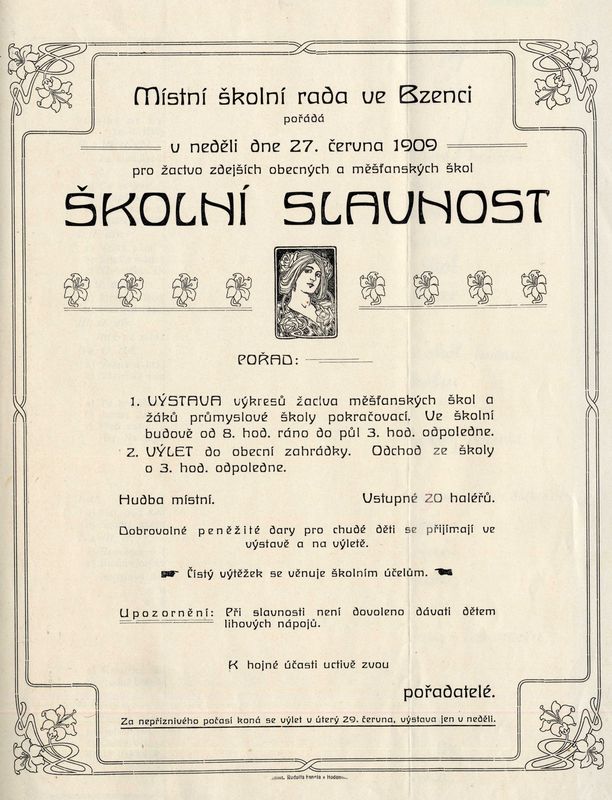 Místní školní rada ve Bzenci
pořádá
v neděli dne 27. června 1909
pro žactvo zdejších obecných a měšťanských škol
ŠKOLNÍ SLAVNOST
POŘAD:
1. VÝSTAVA výkresů žactva měšťanských škol a
žáků průmyslové školy pokračovací. Ve školní
budově od 8. hod. ráno do půl 3. hod. odpoledne.
2. VÝLET do obecní zahrádky. Odchod ze školy
o 3. hod. odpoledne.
Hudba místní. Vstupné 20 haléřů.
Dobrovolné peněžité dary pro chudé děti se přijímají ve
výstavě a na výletě.
Čistý výtěžek se věnuje školním účelům.
Upozornění: Při slavnosti není dovoleno dávati dětem
lihových nápojů.
K hojné účasti uctivě zvou
pořadatelé.
Za nepříznivého počasí koná se výlet v úterý 29. června, výstava jen v neděli.
Rudolfa